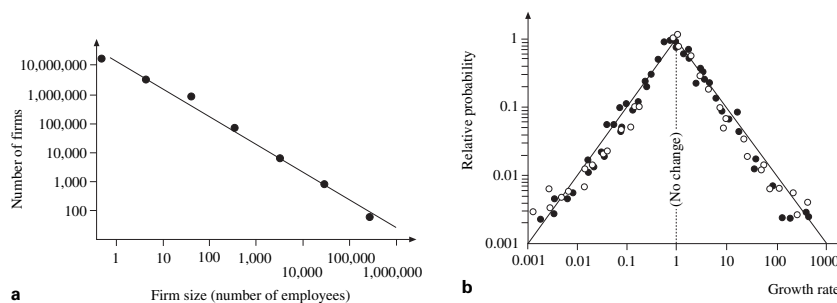 10,000,000
1,000,000
100,000
10,000
1,000
100
Number of firms
1 10 100 1,000 10,000 100,000 1,000,000
Firm size (number of employees)
a
1
0.1
0.01
0.001
Relative probability
(No change)
0.001 0.01 0.1 1 10 100 1000
Growth rate
b